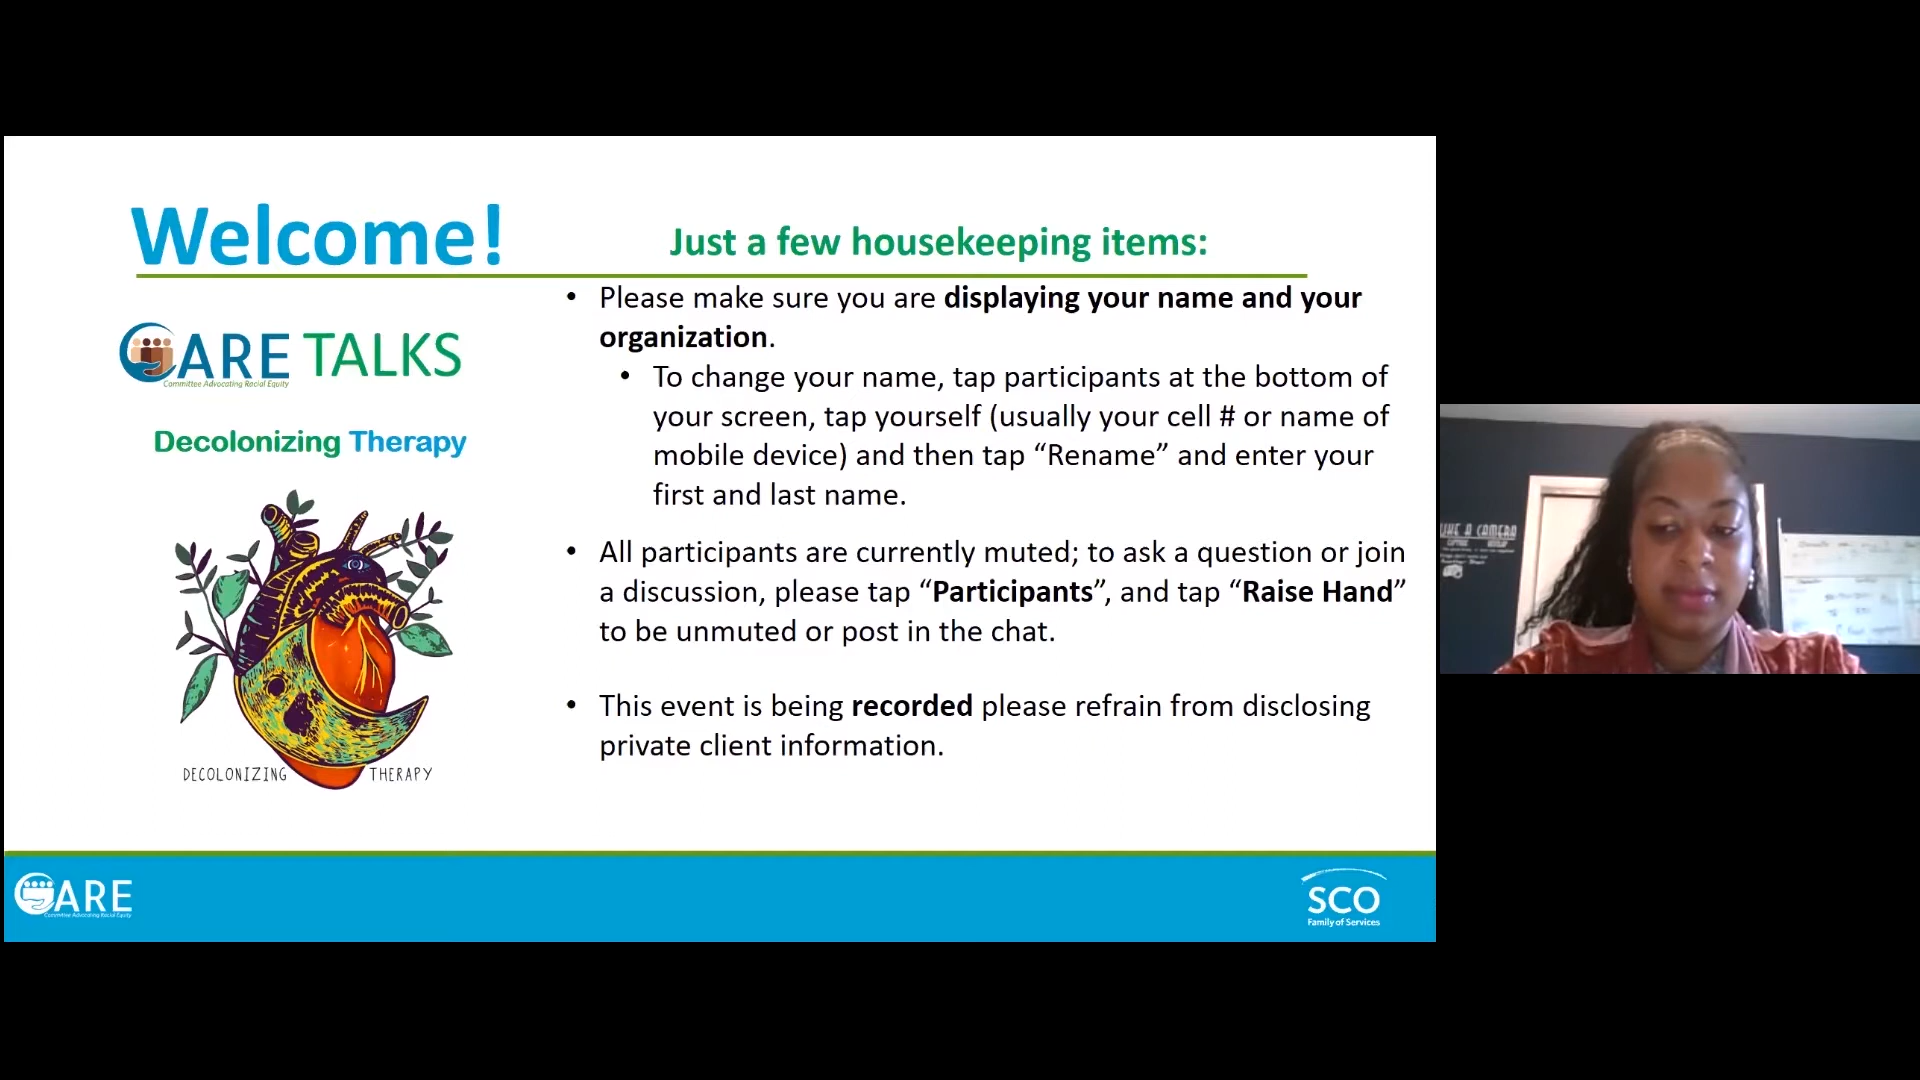 Welcome!
Just a few housekeeping items:
• Please make sure you are displaying your name and your
organization.
• To change your name, tap participants at the bottom of
your screen, tap yourself (usually your cell # or name of
mobile device) and then tap “Rename” and enter your
first and last name.
• All participants are currently muted; to ask a question or join
a discussion, please tap “Participants”, and tap “Raise Hand”
to be unmuted or post in the chat.
• This event is being recorded please refrain from disclosing
private client information.
CARE TALKS
Committee Advocating Racial Equity
Decolonizing Therapy
DECOLONIZING THERAPY
CARE
Committee Advocating Racial Equity
SCO
Family of Services
A CAMERA